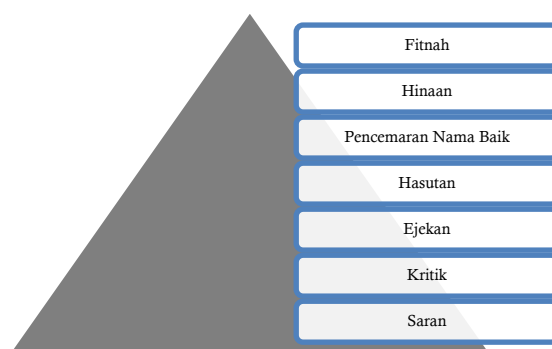 Fitnah
Hinaan
Pencemaran Nama Baik
Hasutan
Ejekan
Kritik
Saran